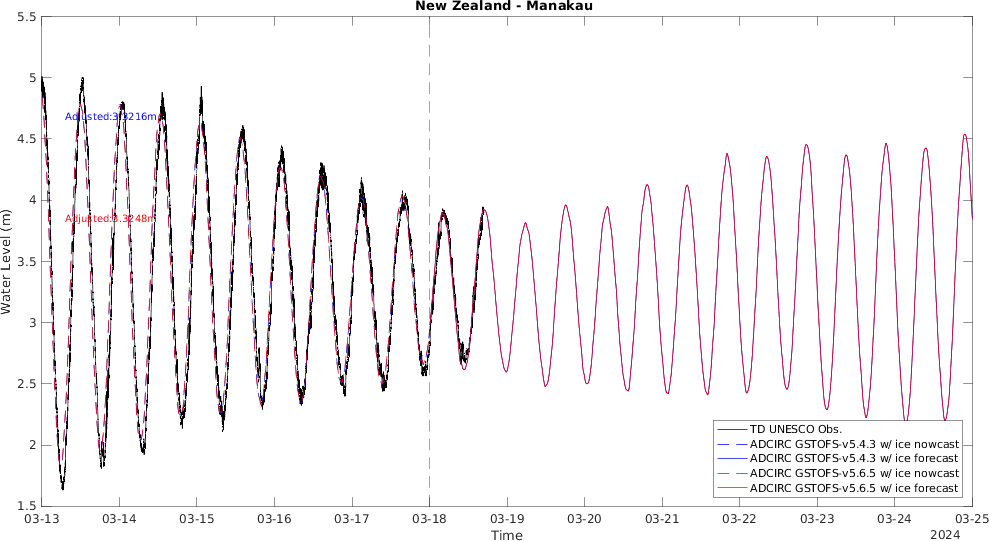 New Zealand - Manakau
5.5
5
4.5
4
3.5
3
2.5
2
1.5
Water Level (m)
Adjusted:3.3216m
Adjusted:3.3248m
TD UNESCO Obs.
ADCIRC GSTOFS-v5.4.3 w/ ice nowcast
ADCIRC GSTOFS-v5.4.3 w/ ice forecast
ADCIRC GSTOFS-v5.6.5 w/ ice nowcast
ADCIRC GSTOFS-v5.6.5 w/ ice forecast
03-13 03-14 03-15 03-16 03-17 03-18 03-19 03-20 03-21 03-22 03-23 03-24 03-25
Time
2024